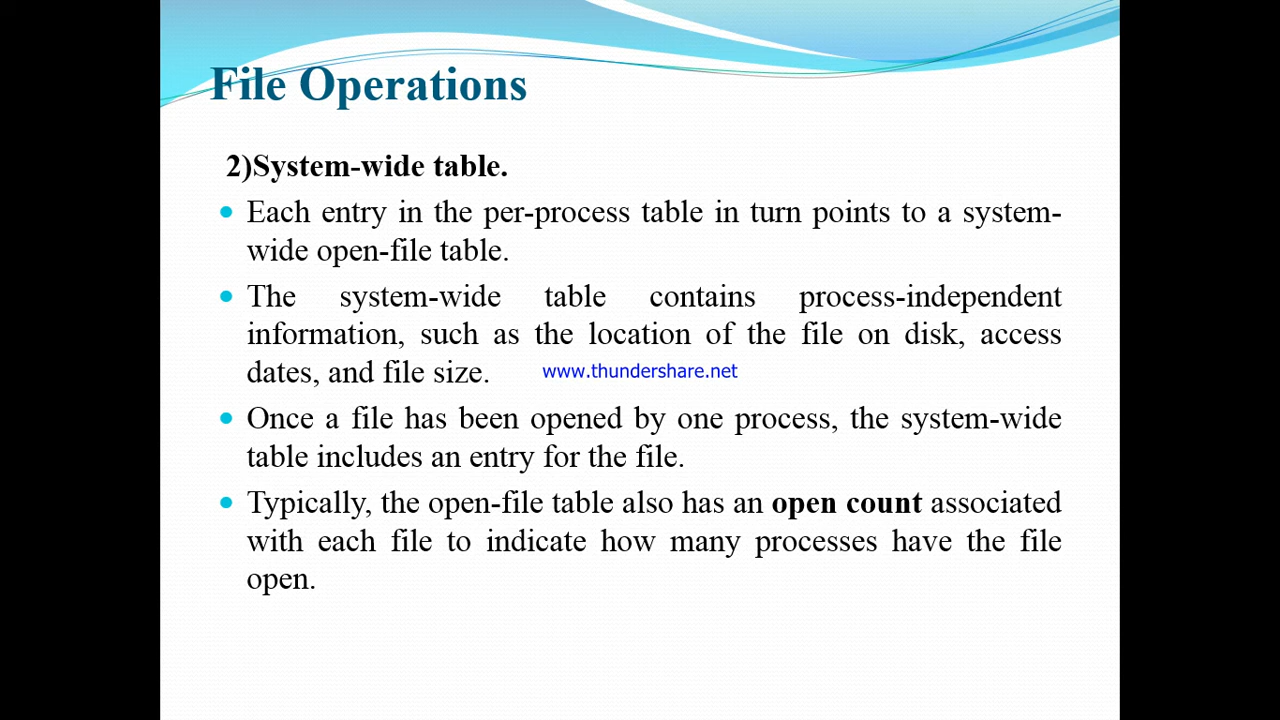 File Operations
2)System-wide table.
Each entry in the per-process table in turn points to a system-
wide open-file table.
The system-wide table contains process-independent
information, such as the location of the file on disk, access
dates, and file size.
www.thundershare.net
Once a file has been opened by one process, the system-wide
table includes an entry for the file.
Typically, the open-file table also has an open count associated
with each file to indicate how many processes have the file
open.